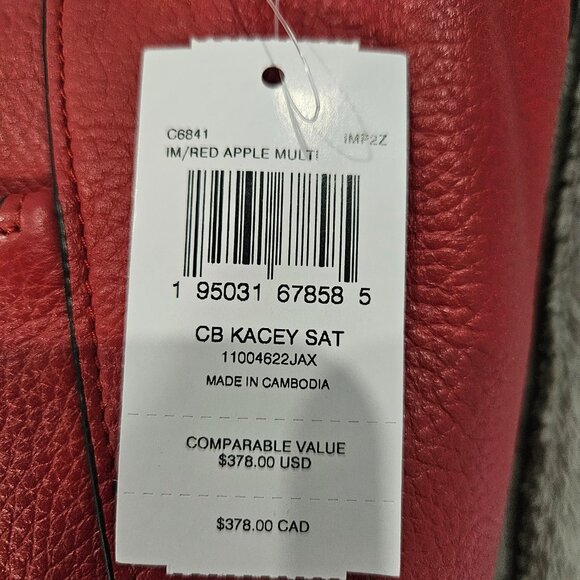 C6841 IMP2Z
IM/RED APPLE MULTI
1 95031 67858 5
CB KACEY SAT
11004622JAX
MADE IN CAMBODIA
COMPARABLE VALUE
$378.00 USD
$378.00 CAD